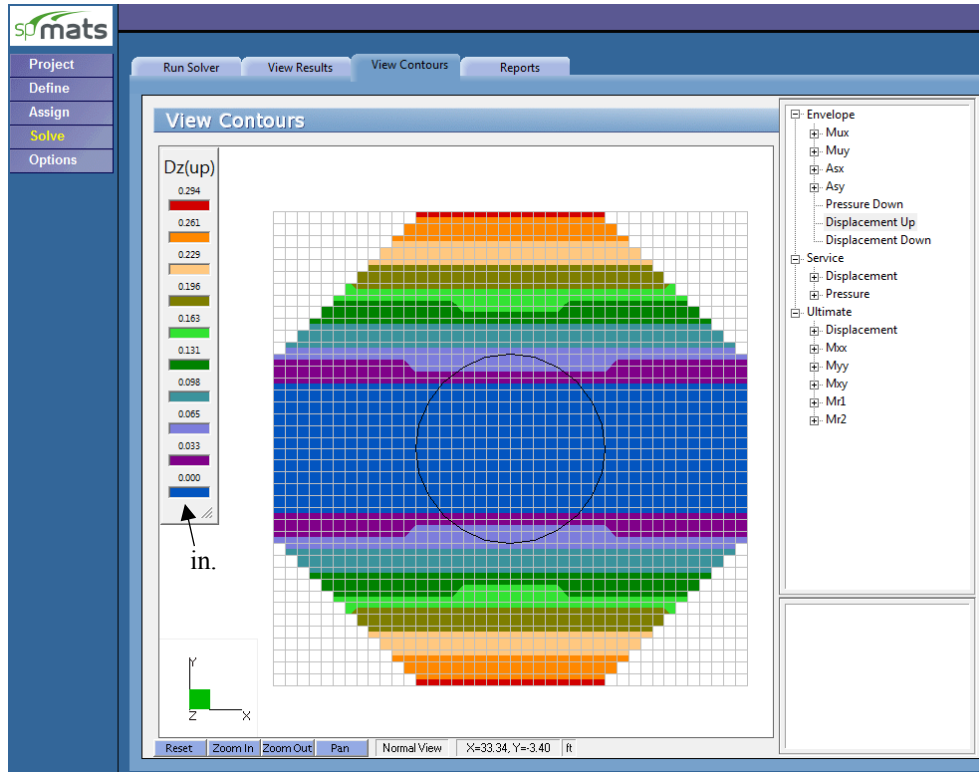 spmats
Project
Define
Assign
Solve
Options
Run Solver View Results View Contours Reports
View Contours
Dz(up)
0.294
0.261
0.229
0.196
0.163
0.131
0.098
0.065
0.033
0.000
in.
Y
Z X
Reset Zoom In Zoom Out Pan Normal View X=33.34, Y=-3.40 ft
Envelope
Mux
Muy
Asx
Asy
Pressure Down
Displacement Up
Displacement Down
Service
Displacement
Pressure
Ultimate
Displacement
Mxx
Myy
Mxy
Mr1
Mr2